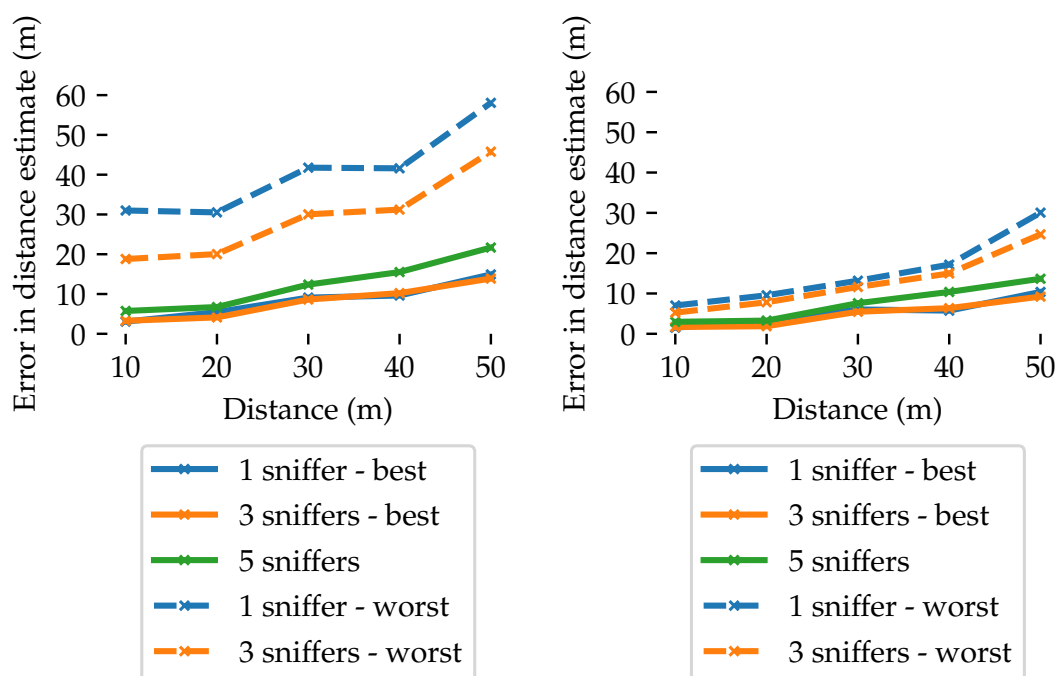 Error in distance estimate (m)
60
50
40
30
20
10
0
10 20 30 40 50
Distance (m)
1 sniffer - best
3 sniffers - best
5 sniffers
1 sniffer - worst
3 sniffers - worst
Error in distance estimate (m)
60
50
40
30
20
10
0
10 20 30 40 50
Distance (m)
1 sniffer - best
3 sniffers - best
5 sniffers
1 sniffer - worst
3 sniffers - worst